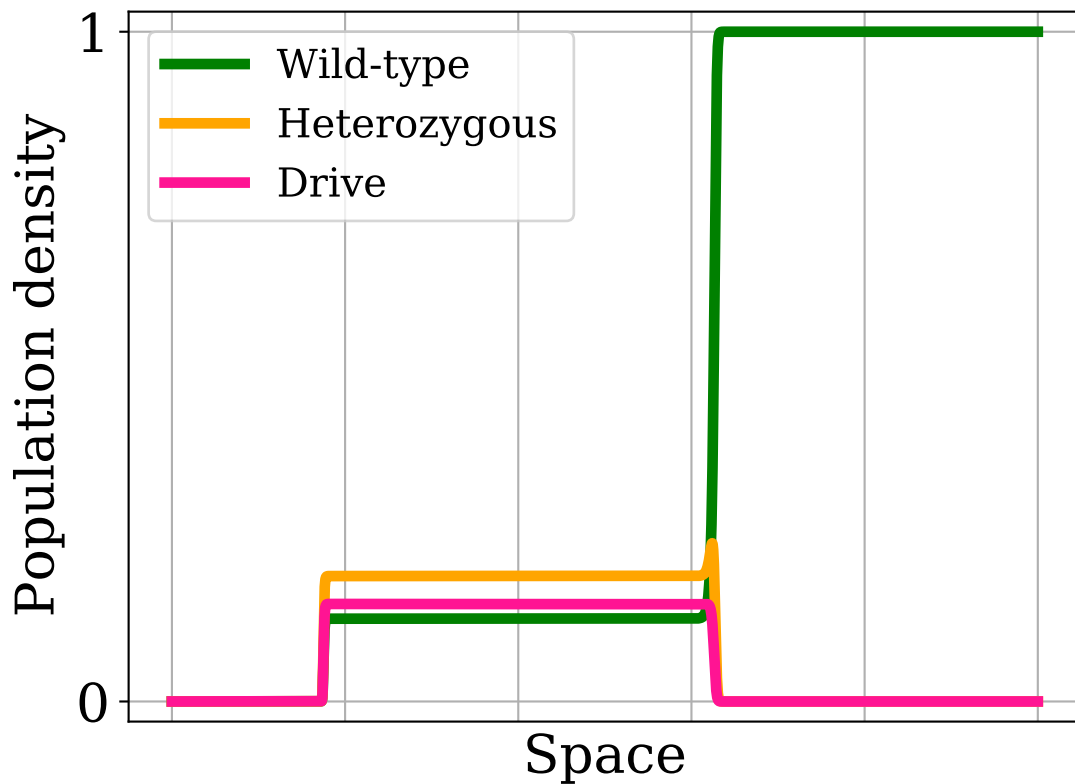 Population density
1
0
Wild-type
Heterozygous
Drive
Space